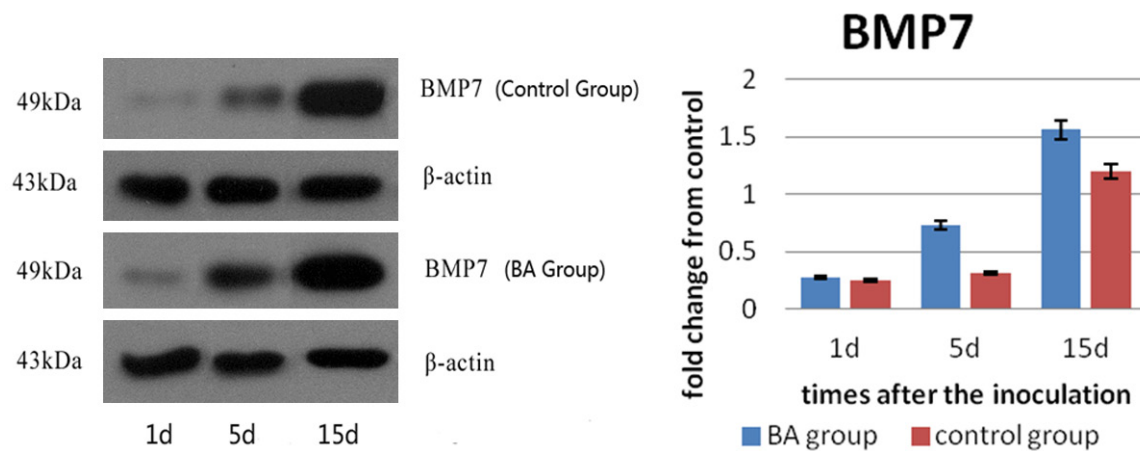 49kDa
BMP7 (Control Group)
43kDa
β-actin
49kDa
BMP7 (BA Group)
43kDa
β-actin
1d 5d 15d
BMP7
fold change from control
2
1.5
1
0.5
0
1d 5d 15d
times after the inoculation
BA group control group